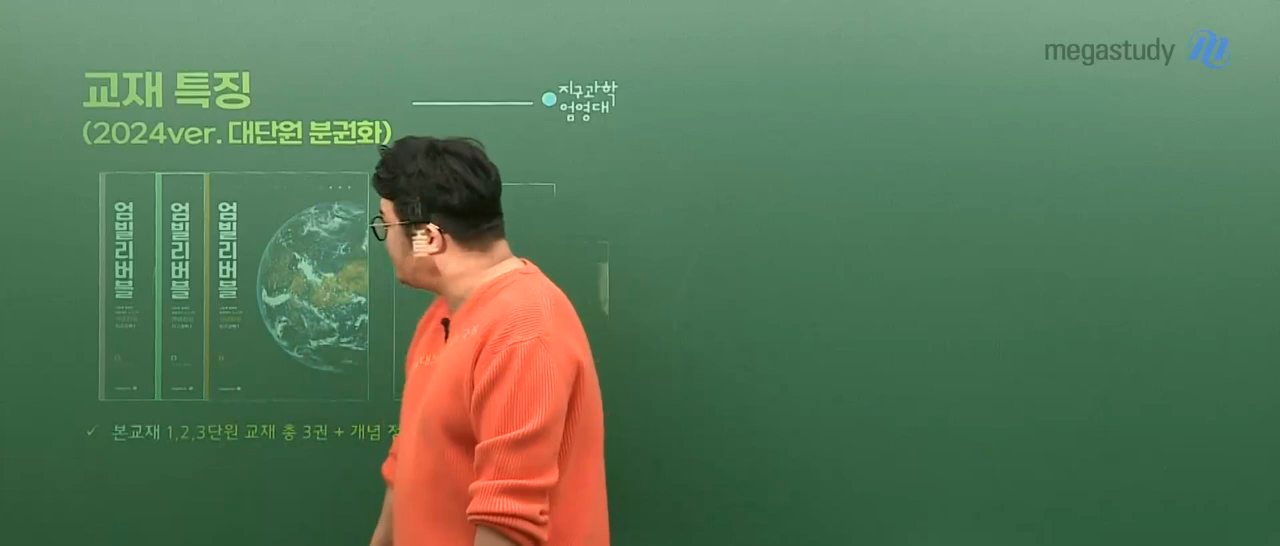 megastudy
교재 특징
지구과학
엄영대
(2024ver. 대단원 분권화)
엄빌리버블
엄빌리버블
엄빌리버블
✓ 본교재 1,2,3단원 교재 총 3권 + 개념